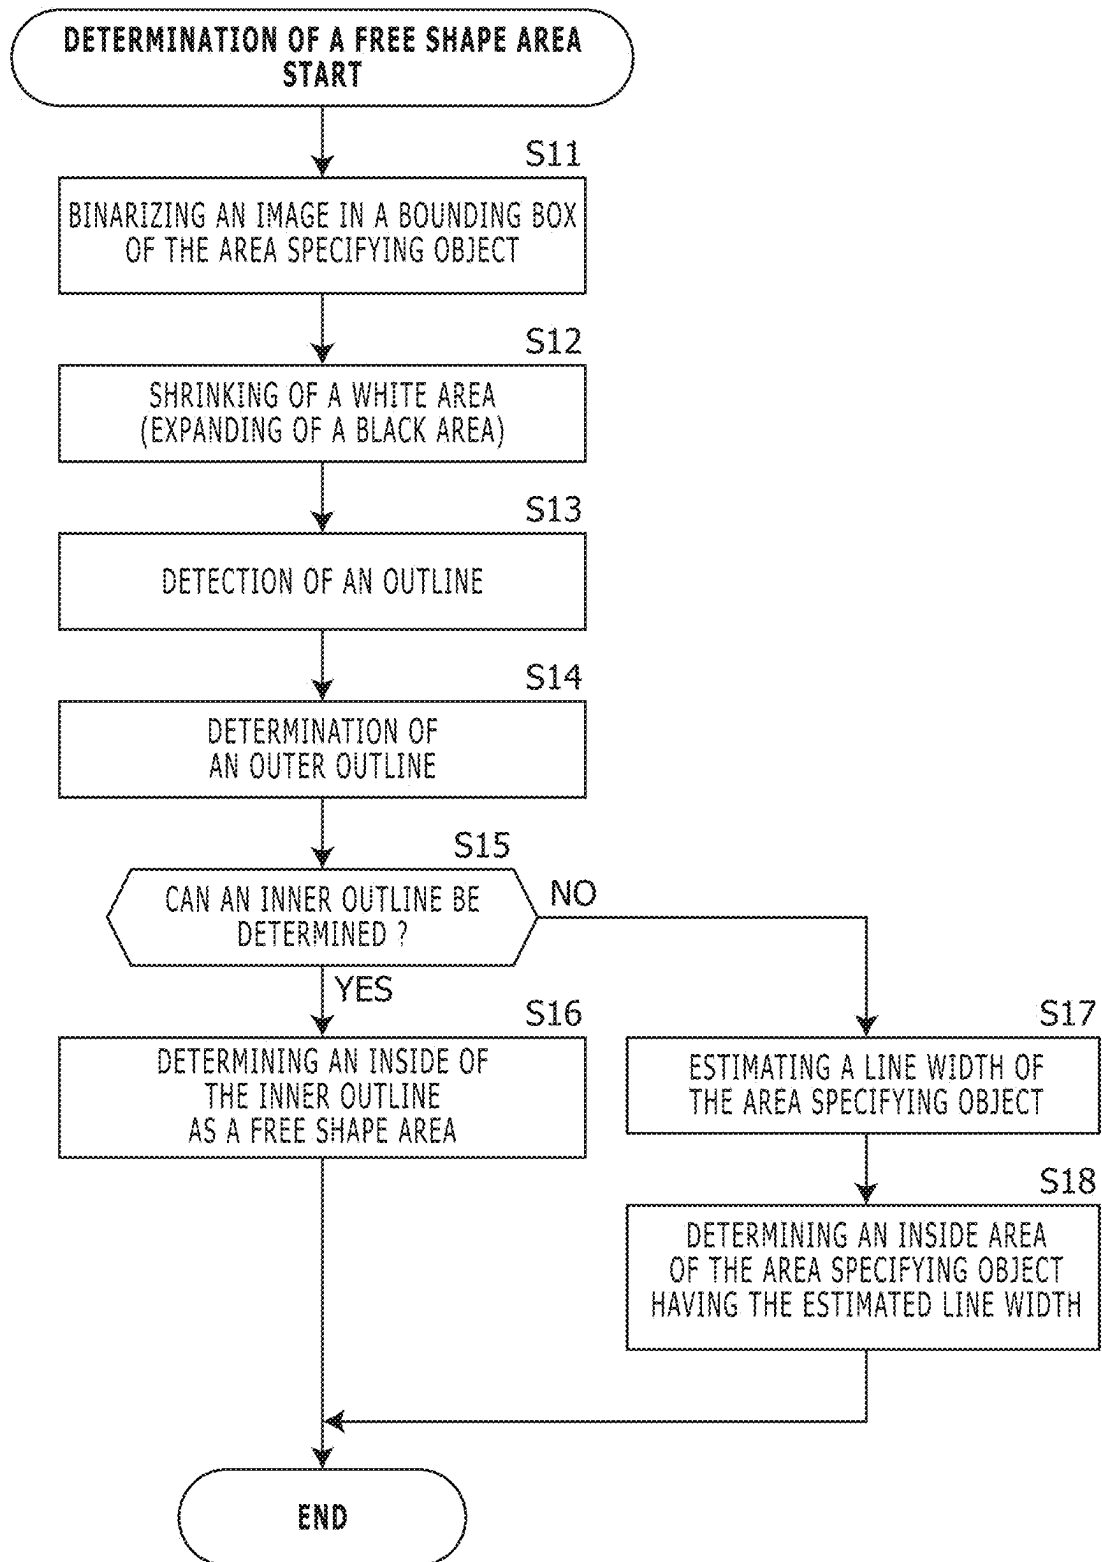 DETERMINATION OF A FREE SHAPE AREA
START
S11
BINARIZING AN IMAGE IN A BOUNDING BOX
OF THE AREA SPECIFYING OBJECT
S12
SHRINKING OF A WHITE AREA
(EXPANDING OF A BLACK AREA)
S13
DETECTION OF AN OUTLINE
S14
DETERMINATION OF
AN OUTER OUTLINE
S15
CAN AN INNER OUTLINE BE
DETERMINED ?
NO
YES
S16
DETERMINING AN INSIDE OF
THE INNER OUTLINE
AS A FREE SHAPE AREA
S17
ESTIMATING A LINE WIDTH OF
THE AREA SPECIFYING OBJECT
S18
DETERMINING AN INSIDE AREA
OF THE AREA SPECIFYING OBJECT
HAVING THE ESTIMATED LINE WIDTH
END